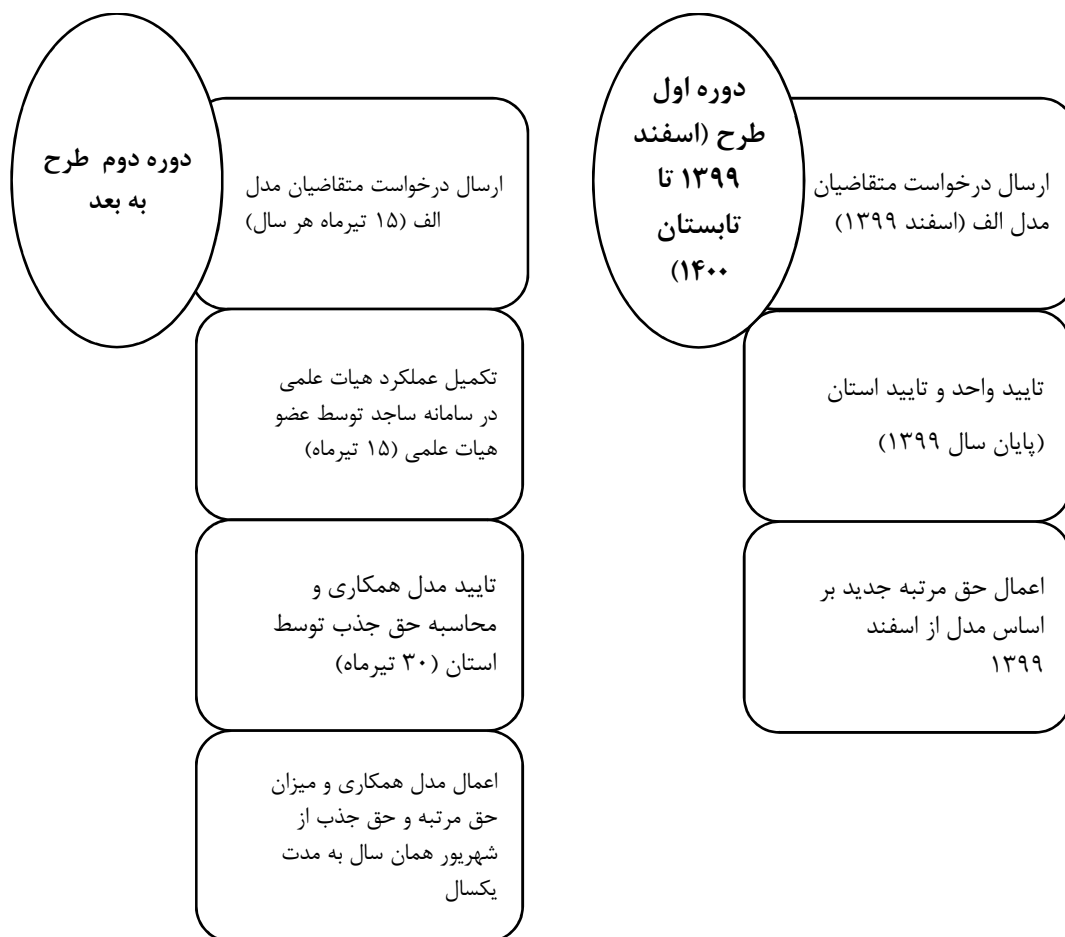 دوره اول
طرح (اسفند
۱۳۹۹ تا
تابستان
۱۴۰۰)
ارسال درخواست متقاضیان
مدل الف (اسفند ۱۳۹۹)
تایید واحد و تایید استان
(پایان سال ۱۳۹۹)
اعمال حق مرتبه جدید بر
اساس مدل از اسفند
۱۳۹۹
دوره دوم طرح
به بعد
ارسال درخواست متقاضیان مدل
الف (۱۵ تیرماه هر سال)
تکمیل عملکرد هیات علمی
در سامانه ساجد توسط عضو
هیات علمی (۱۵ تیرماه)
تایید مدل همکاری و
محاسبه حق جذب توسط
استان (۳۰ تیرماه)
اعمال مدل همکاری و میزان
حق مرتبه و حق جذب از
شهریور همان سال به مدت
یکسال